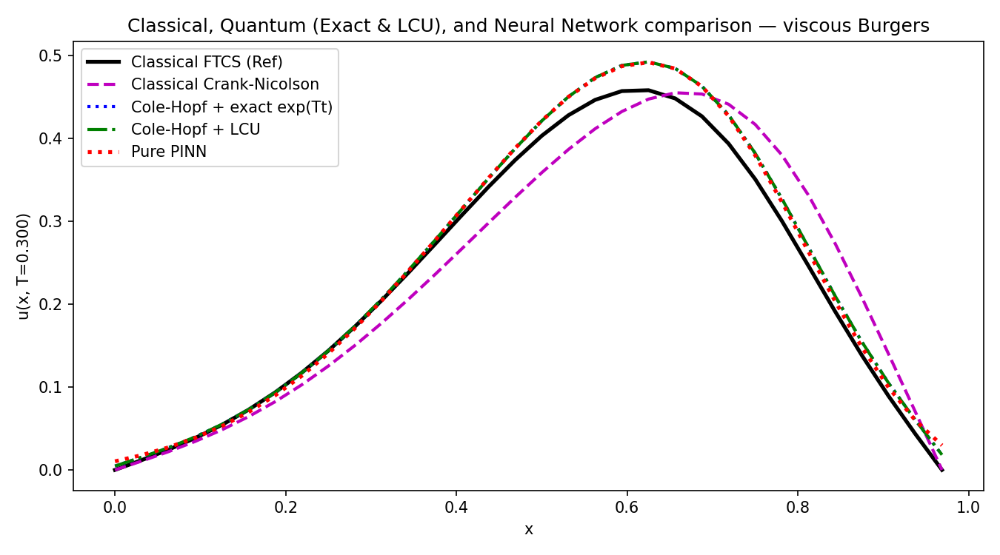 Classical, Quantum (Exact & LCU), and Neural Network comparison — viscous Burgers
Classical FTCS (Ref)
Classical Crank-Nicolson
Cole-Hopf + exact exp(Tt)
Cole-Hopf + LCU
Pure PINN
u(x, T=0.300)
0.5
0.4
0.3
0.2
0.1
0.0
0.0 0.2 0.4 0.6 0.8 1.0
x